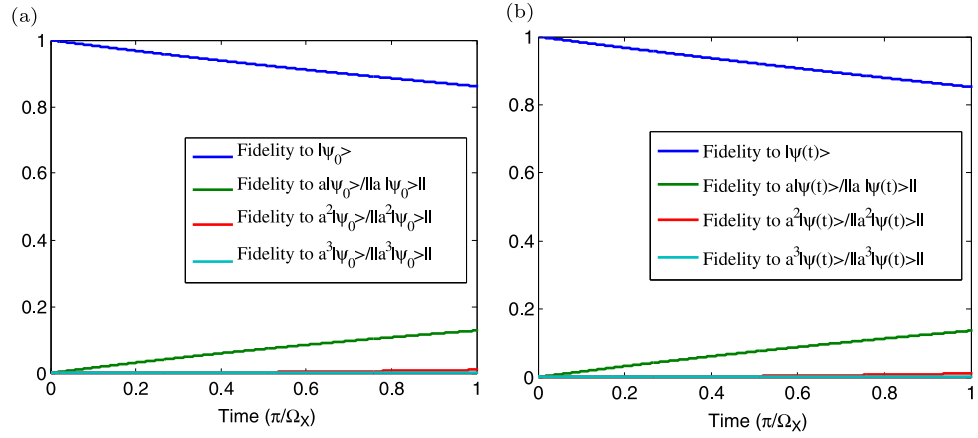 (a)
1
0.8
0.6
0.4
0.2
0
0
0.2
0.4
0.6
0.8
1
Time (π/Ω_X)
Fidelity to |ψ_0>
Fidelity to a|ψ_0>/||a |ψ_0>||
Fidelity to a^2|ψ_0>/||a^2|ψ_0>||
Fidelity to a^3|ψ_0>/||a^3|ψ_0>||
(b)
1
0.8
0.6
0.4
0.2
0
0
0.2
0.4
0.6
0.8
1
Time (π/Ω_X)
Fidelity to |ψ(t)>
Fidelity to a|ψ(t)>/||a |ψ(t)>||
Fidelity to a^2|ψ(t)>/||a^2|ψ(t)>||
Fidelity to a^3|ψ(t)>/||a^3|ψ(t)>||